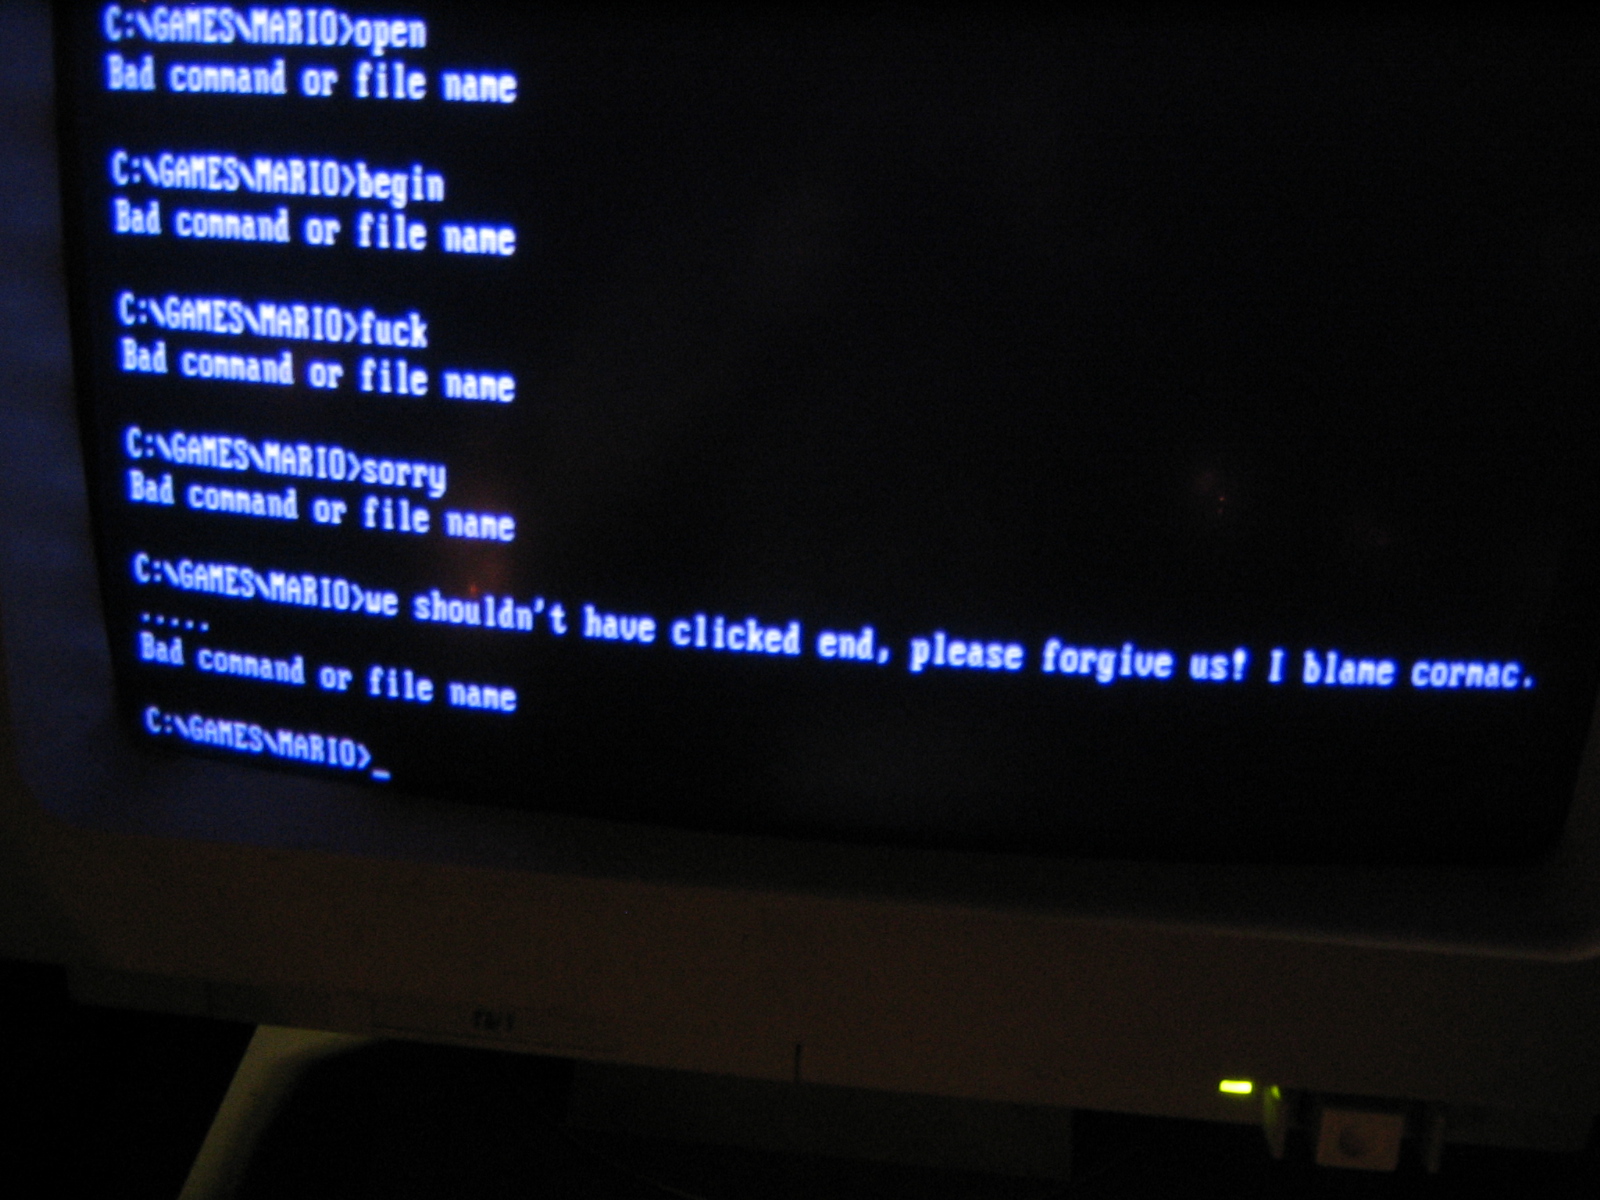 C:\GAMES\MARIO>open
Bad command or file name
C:\GAMES\MARIO>begin
Bad command or file name
C:\GAMES\MARIO>fuck
Bad command or file name
C:\GAMES\MARIO>sorry
Bad command or file name
C:\GAMES\MARIO>we shouldn't have clicked end, please forgive us! I blame cormac.
.....
Bad command or file name
C:\GAMES\MARIO>_